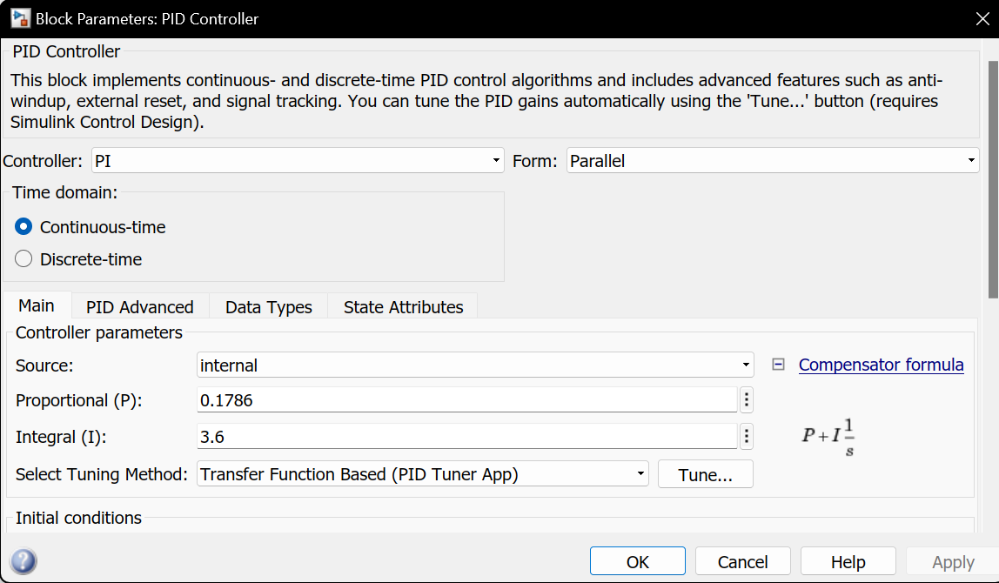 Block Parameters: PID Controller
PID Controller
This block implements continuous- and discrete-time PID control algorithms and includes advanced features such as anti-
windup, external reset, and signal tracking. You can tune the PID gains automatically using the 'Tune...' button (requires
Simulink Control Design).
Controller: PI Form: Parallel
Time domain:
Continuous-time
Discrete-time
Main PID Advanced Data Types State Attributes
Controller parameters
Source: internal Compensator formula
Proportional (P): 0.1786
Integral (I): 3.6
P + I 1/s
Select Tuning Method: Transfer Function Based (PID Tuner App) Tune...
Initial conditions
? OK Cancel Help Apply